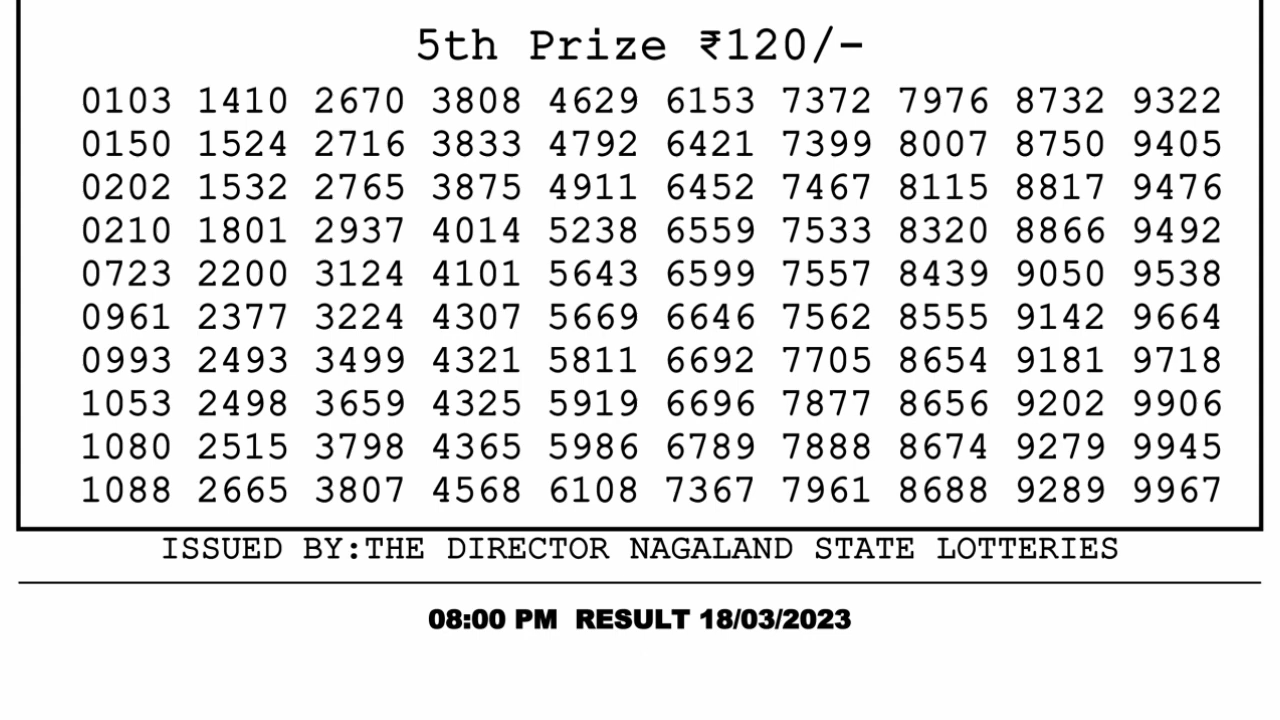 5th Prize ₹120/-
0103 1410 2670 3808 4629 6153 7372 7976 8732 9322
0150 1524 2716 3833 4792 6421 7399 8007 8750 9405
0202 1532 2765 3875 4911 6452 7467 8115 8817 9476
0210 1801 2937 4014 5238 6559 7533 8320 8866 9492
0723 2200 3124 4101 5643 6599 7557 8439 9050 9538
0961 2377 3224 4307 5669 6646 7562 8555 9142 9664
0993 2493 3499 4321 5811 6692 7705 8654 9181 9718
1053 2498 3659 4325 5919 6696 7877 8656 9202 9906
1080 2515 3798 4365 5986 6789 7888 8674 9279 9945
1088 2665 3807 4568 6108 7367 7961 8688 9289 9967
ISSUED BY:THE DIRECTOR NAGALAND STATE LOTTERIES
08:00 PM RESULT 18/03/2023